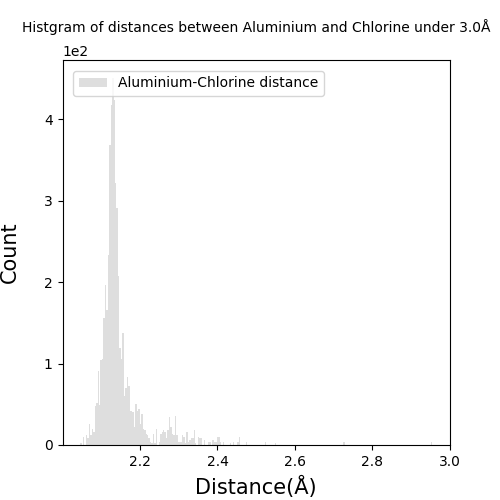 Histgram of distances between Aluminium and Chlorine under 3.0Å
1e2
Aluminium-Chlorine distance
4
3
2
1
0
Count
2.2 2.4 2.6 2.8 3.0
Distance(Å)